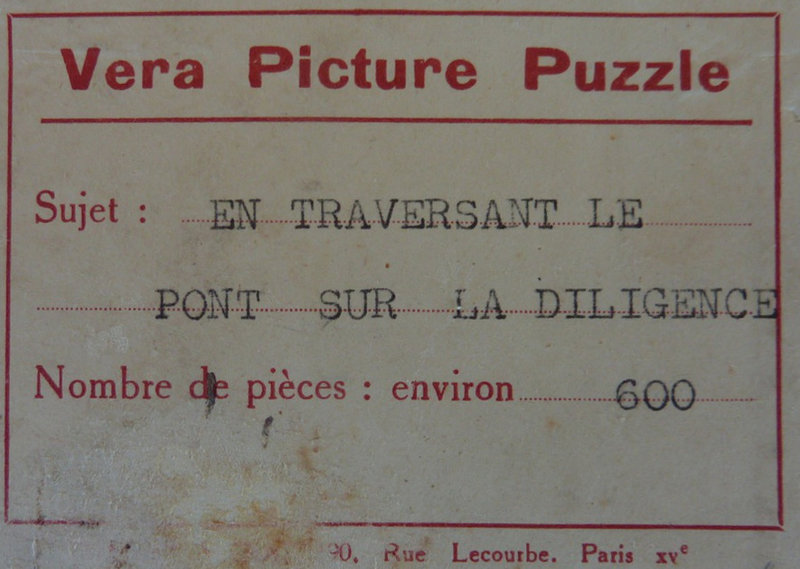 Vera Picture Puzzle
Sujet : EN TRAVERSANT LE
PONT SUR LA DILIGENCE
Nombre de pièces : environ 600
90, Rue Lecourbe. Paris xvᵉ